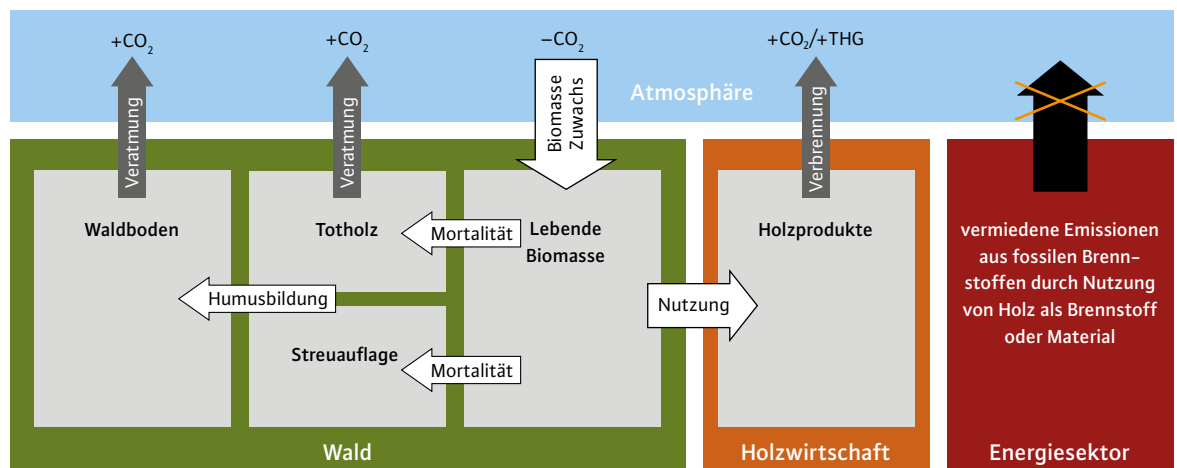 +CO₂
+CO₂
−CO₂
+CO₂/+THG
Atmosphäre
Veratmung
Veratmung
Biomasse
Zuwachs
Verbrennung
Waldboden
Totholz
Mortalität
Lebende
Biomasse
Humusbildung
Streuauflage
Mortalität
Nutzung
Holzprodukte
vermiedene Emissionen
aus fossilen Brenn–
stoffen durch Nutzung
von Holz als Brennstoff
oder Material
Wald
Holzwirtschaft
Energiesektor